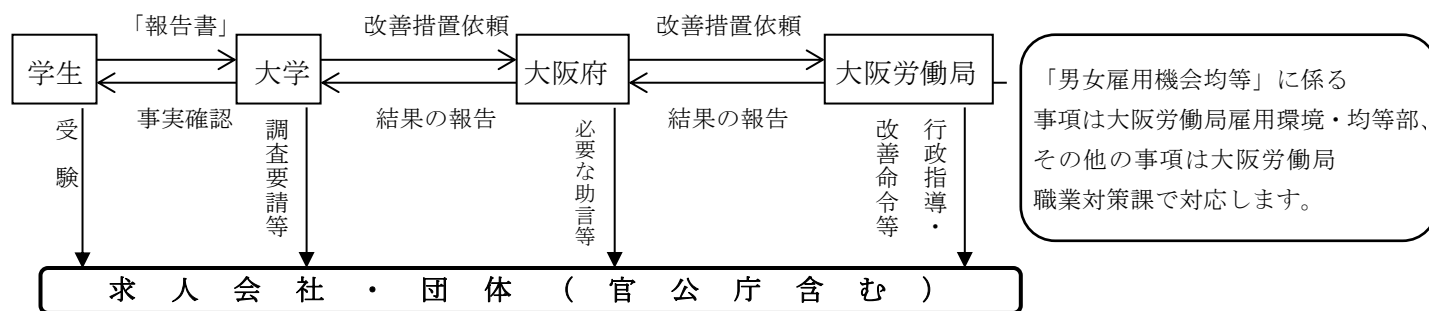 「報告書」
改善措置依頼
改善措置依頼
学生
大学
大阪府
大阪労働局
事実確認
結果の報告
結果の報告
受験
調査要請等
必要な助言等
行政指導・
改善命令等
「男女雇用機会均等」に係る
事項は大阪労働局雇用環境・均等部、
その他の事項は大阪労働局
職業対策課で対応します。
求人会社・団体(官公庁含む)